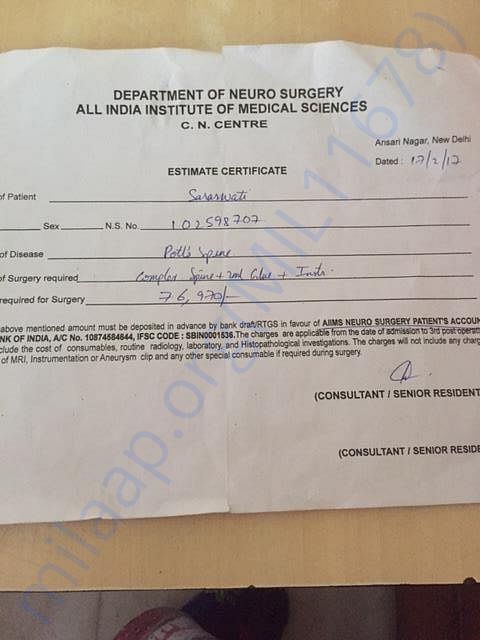 DEPARTMENT OF NEURO SURGERY
ALL INDIA INSTITUTE OF MEDICAL SCIENCES
C. N. CENTRE
Ansari Nagar, New Delhi
Dated : 17/2/17
ESTIMATE CERTIFICATE
of Patient Saraswati
Sex N.S. No. 102598707
of Disease Pott's Spine
of Surgery required Complex Spine + + Instr.
required for Surgery 76,970/-
above mentioned amount must be deposited in advance by bank draft/RTGS in favour of AIIMS NEURO SURGERY PATIENT'S ACCOU
NK OF INDIA, A/C No. 10874584644, IFSC CODE : SBIN0001536. The charges are applicable from the date of admission to 3rd post operat
clude the cost of consumables, routine radiology, laboratory, and Histopathological investigations. The charges will not include any charg
of MRI, Instrumentation or Aneurysm clip and any other special consumable if required during surgery.
(CONSULTANT / SENIOR RESIDENT
(CONSULTANT / SENIOR RESIDE
milaap.org(MIL111678)